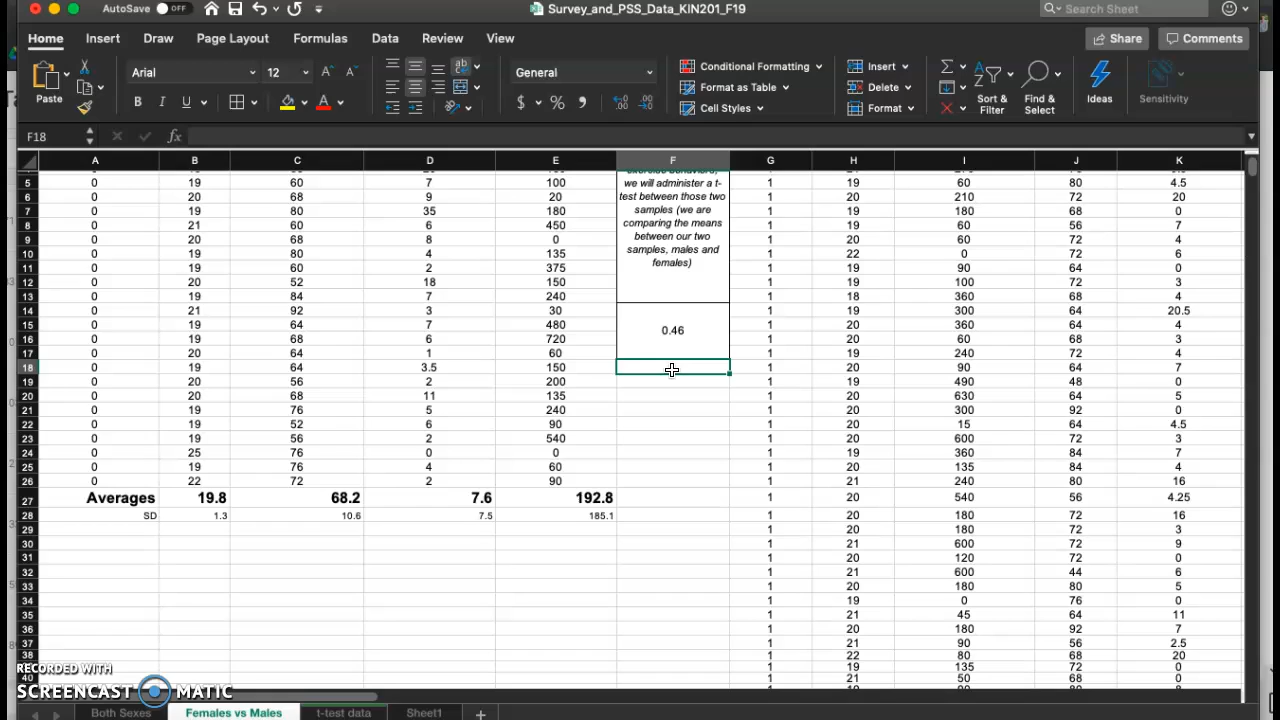 AutoSave OFF Survey_and_PSS_Data_KIN201_F19 Search Sheet
Home Insert Draw Page Layout Formulas Data Review View Share Comments
Paste Arial 12 A A ab General Conditional Formatting Insert Sort & Filter Find & Select Ideas Sensitivity
B I U A $ % Format as Table Delete
Cell Styles Format
F18 fx
A B C D E F G H I J K
5 0 19 60 7 100 we will administer a t- 1 19 60 80 4.5
6 0 20 68 9 20 test between those two 1 20 210 72 20
7 0 19 80 35 180 samples (we are 1 19 180 68 0
8 0 21 60 6 450 comparing the means 1 20 60 56 7
9 0 20 68 8 0 between our two 1 20 60 72 4
10 0 19 80 4 135 samples, males and 1 22 0 72 6
11 0 19 60 2 375 females) 1 19 90 64 0
12 0 20 52 18 150 1 19 100 72 3
13 0 19 84 7 240 1 18 360 68 4
14 0 21 92 3 30 1 19 300 64 20.5
15 0 19 64 7 480 0.46 1 20 360 64 4
16 0 20 68 6 720 1 20 60 68 3
17 0 20 64 1 60 1 19 240 72 4
18 0 19 64 3.5 150 1 20 90 64 7
19 0 20 56 2 200 1 19 490 48 0
20 0 20 68 11 135 1 20 630 64 5
21 0 19 76 5 240 1 20 300 92 0
22 0 19 52 6 90 1 20 15 64 4.5
23 0 19 56 2 540 1 20 600 72 3
24 0 25 76 0 0 1 19 360 84 7
25 0 19 76 4 60 1 20 135 84 4
26 0 22 72 2 90 1 21 240 80 16
27 Averages 19.8 68.2 7.6 192.8 1 20 540 56 4.25
28 SD 1.3 10.6 7.5 185.1 1 20 180 72 16
29 1 20 180 72 3
30 1 21 600 72 9
31 1 20 120 72 0
32 1 21 600 44 6
33 1 20 180 80 5
34 1 19 0 76 0
35 1 21 45 64 11
36 1 20 180 92 7
37 1 21 90 56 2.5
38 1 22 80 68 20
1 19 135 72 0
40 1 21 50 68 0
RECORDED WITH
SCREENCAST MATIC
Both Sexes Females vs Males t-test data Sheet1 +